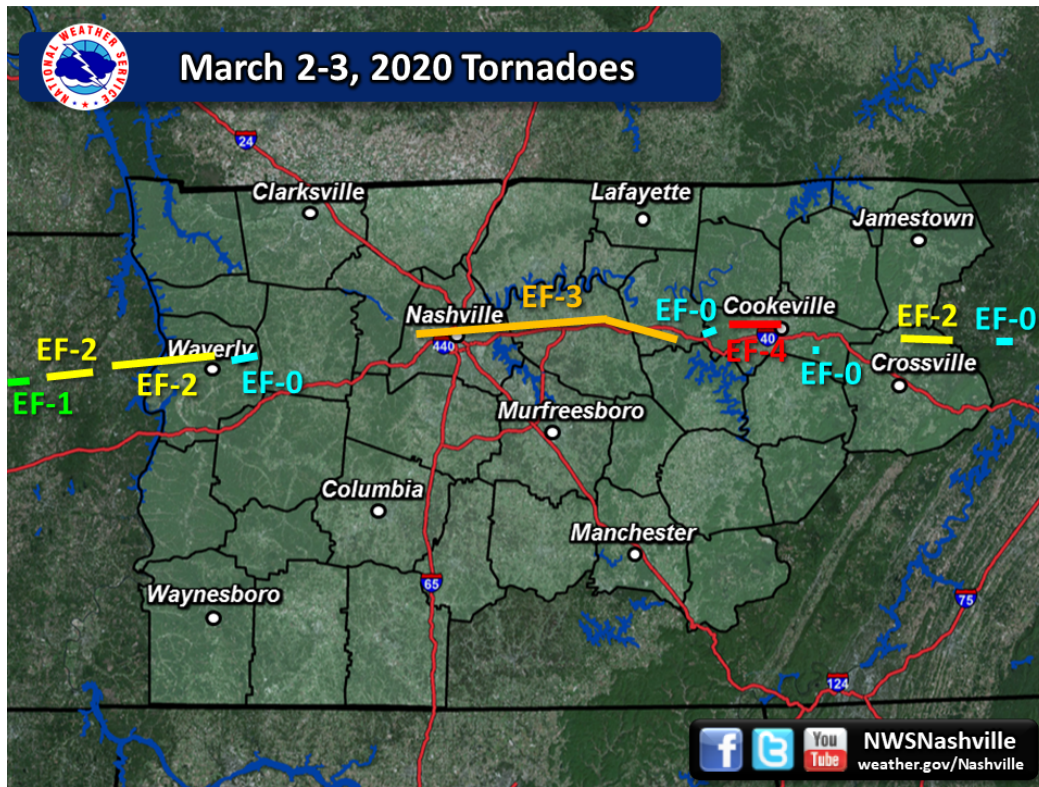 NATIONAL WEATHER SERVICE
March 2-3, 2020 Tornadoes
24
Clarksville
Lafayette
Jamestown
EF-3
EF-0
Cookeville
Nashville
EF-2
EF-0
440
40
EF-2
Waverly
EF-4
EF-0
Crossville
EF-1
EF-2
EF-0
Murfreesboro
Columbia
Manchester
65
Waynesboro
75
124
f
t
You
Tube
NWSNashville
weather.gov/Nashville